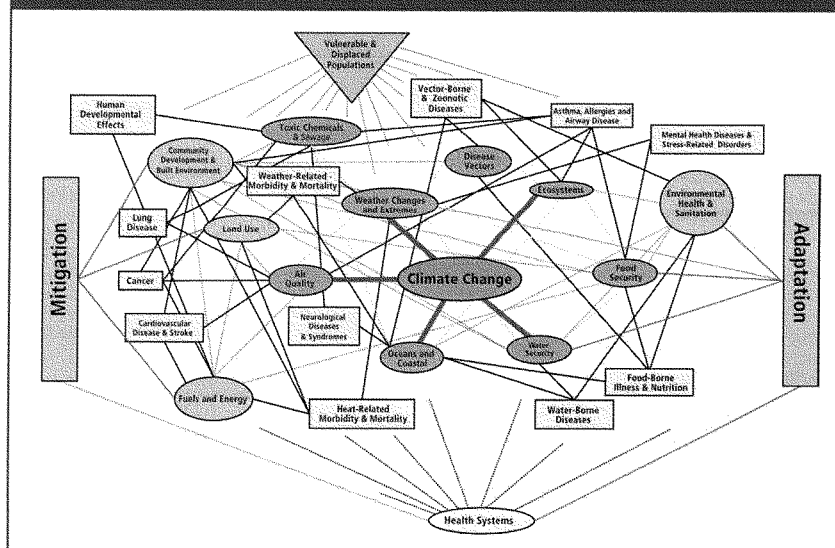 Vulnerable &
Displaced
Populations
Vector-Borne
& Zoonotic
Diseases
Human
Developmental
Effects
Asthma, Allergies and
Airway Disease
Toxic Chemicals
& Sewage
Mental Health Diseases &
Stress-Related Disorders
Community
Development &
Built Environment
Disease
Vectors
Weather-Related
Morbidity & Mortality
Ecosystems
Environmental
Health &
Sanitation
Weather Changes
and Extremes
Lung
Disease
Land Use
Mitigation
Adaptation
Climate Change
Air
Quality
Food
Security
Cancer
Neurological
Diseases
& Syndromes
Cardiovascular
Disease & Stroke
Water
Security
Oceans and
Coastal
Food-Borne
Illness & Nutrition
Fuels and Energy
Heat-Related
Morbidity & Mortality
Water-Borne
Diseases
Health Systems